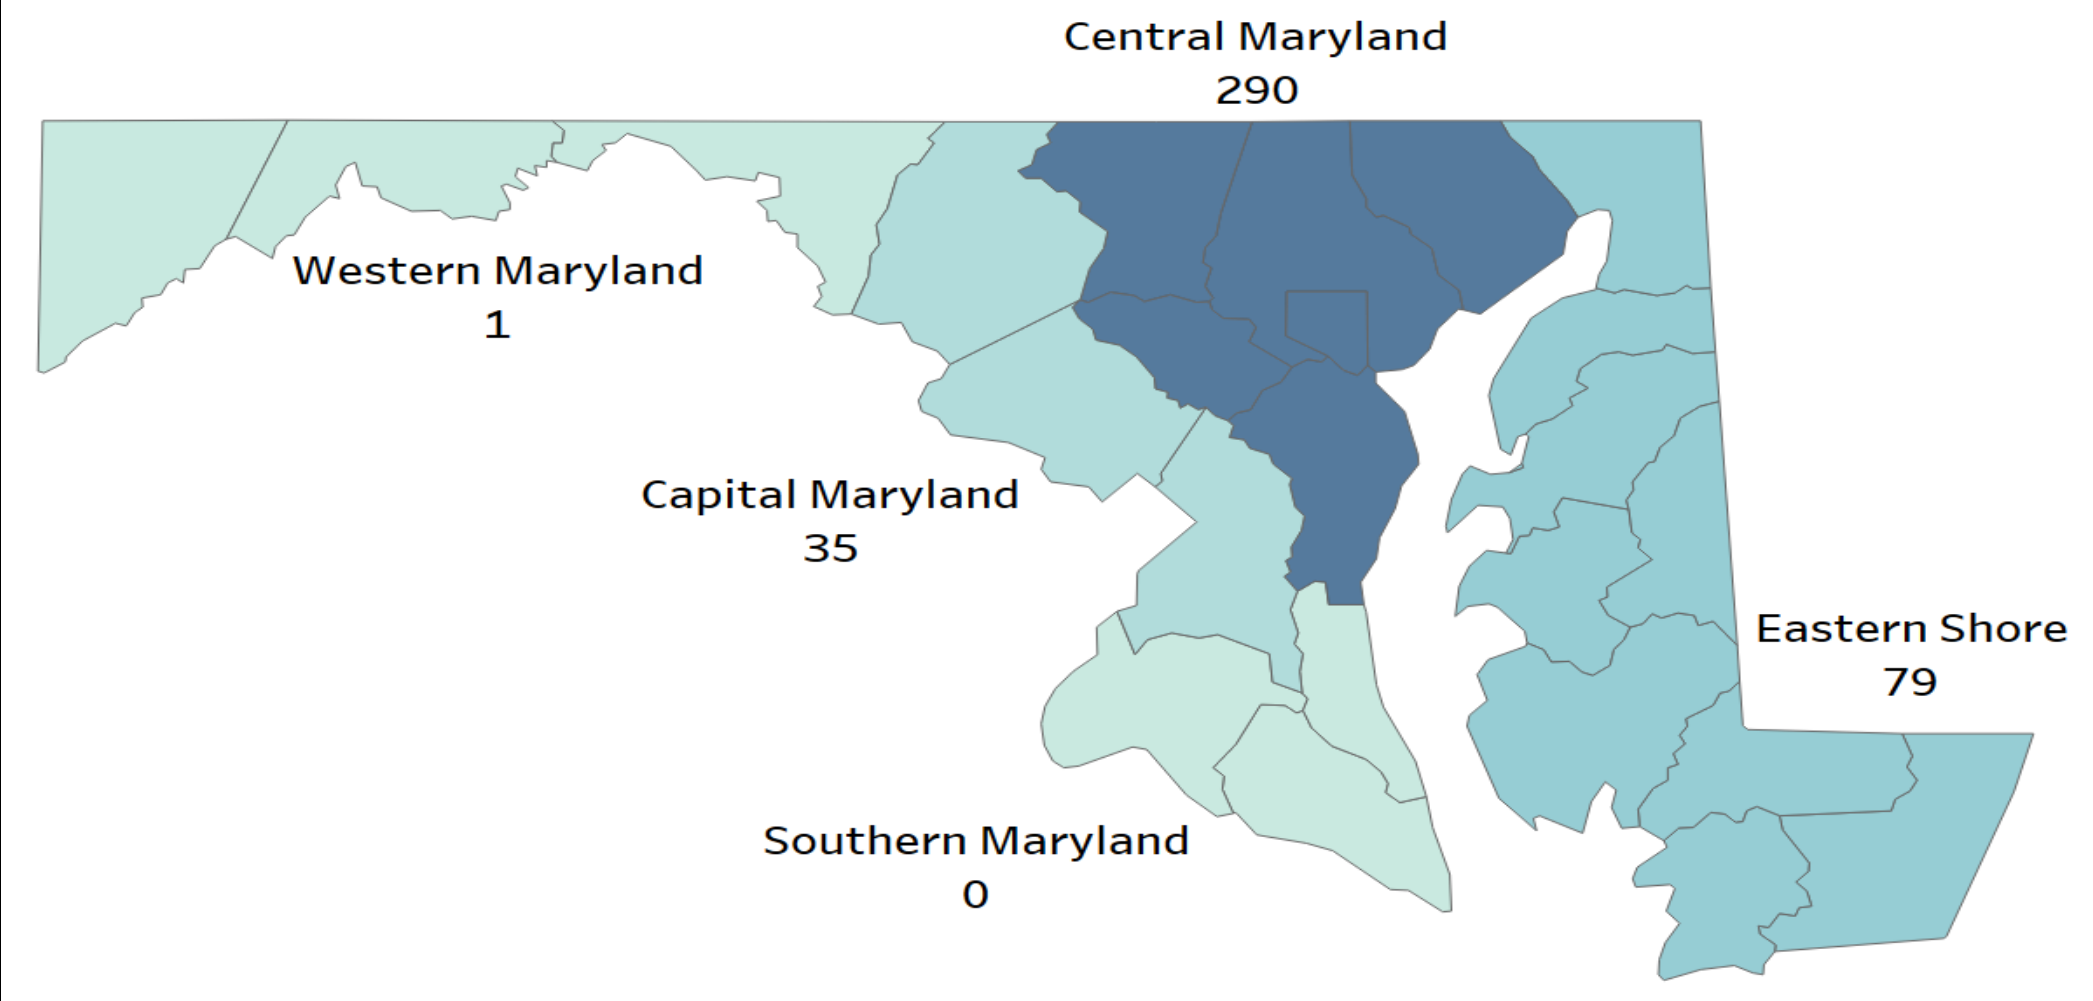 Central Maryland
290
Western Maryland
1
Capital Maryland
35
Eastern Shore
79
Southern Maryland
0